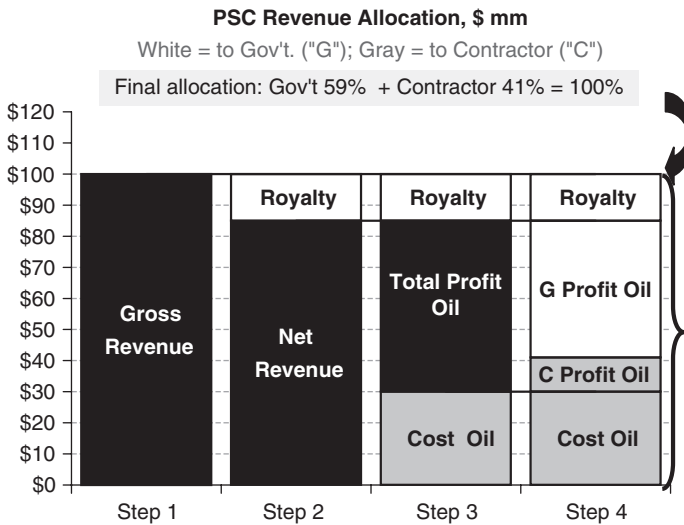 PSC Revenue Allocation, $ mm
White = to Gov't. ("G"); Gray = to Contractor ("C")
Final allocation: Gov't 59% + Contractor 41% = 100%
$120
$110
$100
$90
$80
$70
$60
$50
$40
$30
$20
$10
$0
Gross
Revenue
Royalty
Net
Revenue
Royalty
Total Profit
Oil
Cost Oil
Royalty
G Profit Oil
C Profit Oil
Cost Oil
Step 1
Step 2
Step 3
Step 4